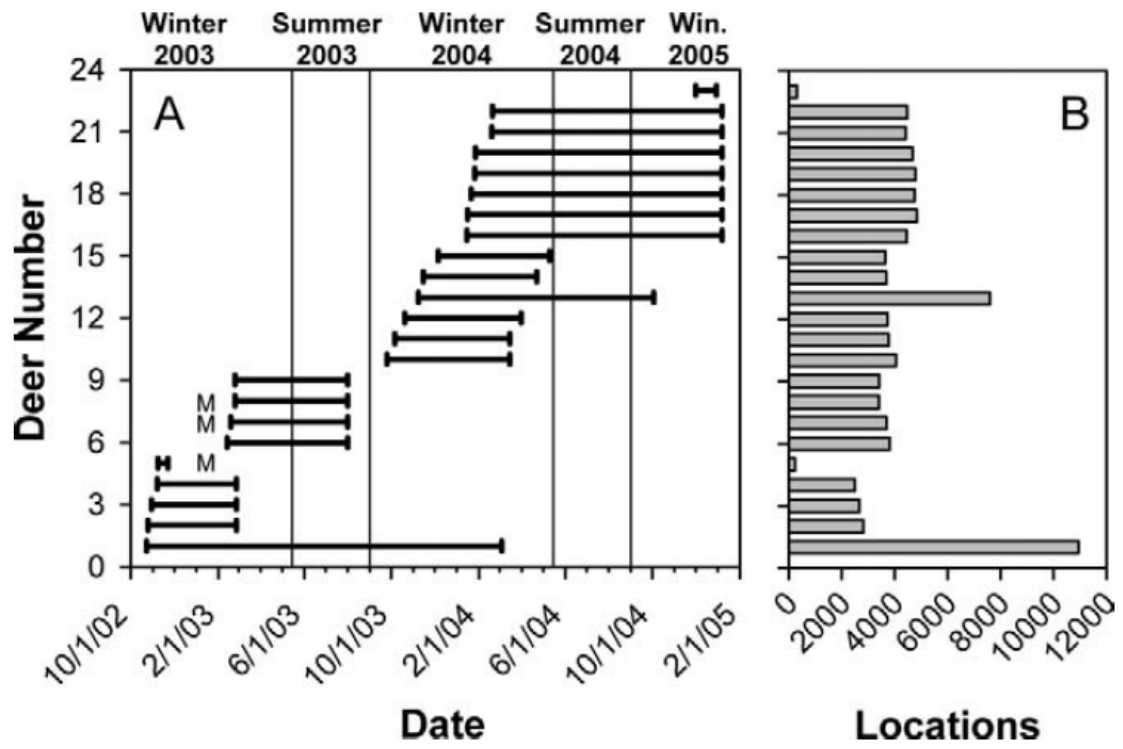 Winter Summer Winter Summer Win.
2003 2003 2004 2004 2005
A
B
Deer Number
24
21
18
15
12
9
6
3
0
M
M
M
10/1/02 2/1/03 6/1/03 10/1/03 2/1/04 6/1/04 10/1/04 2/1/05
0 2000 4000 6000 8000 10000 12000
Date
Locations